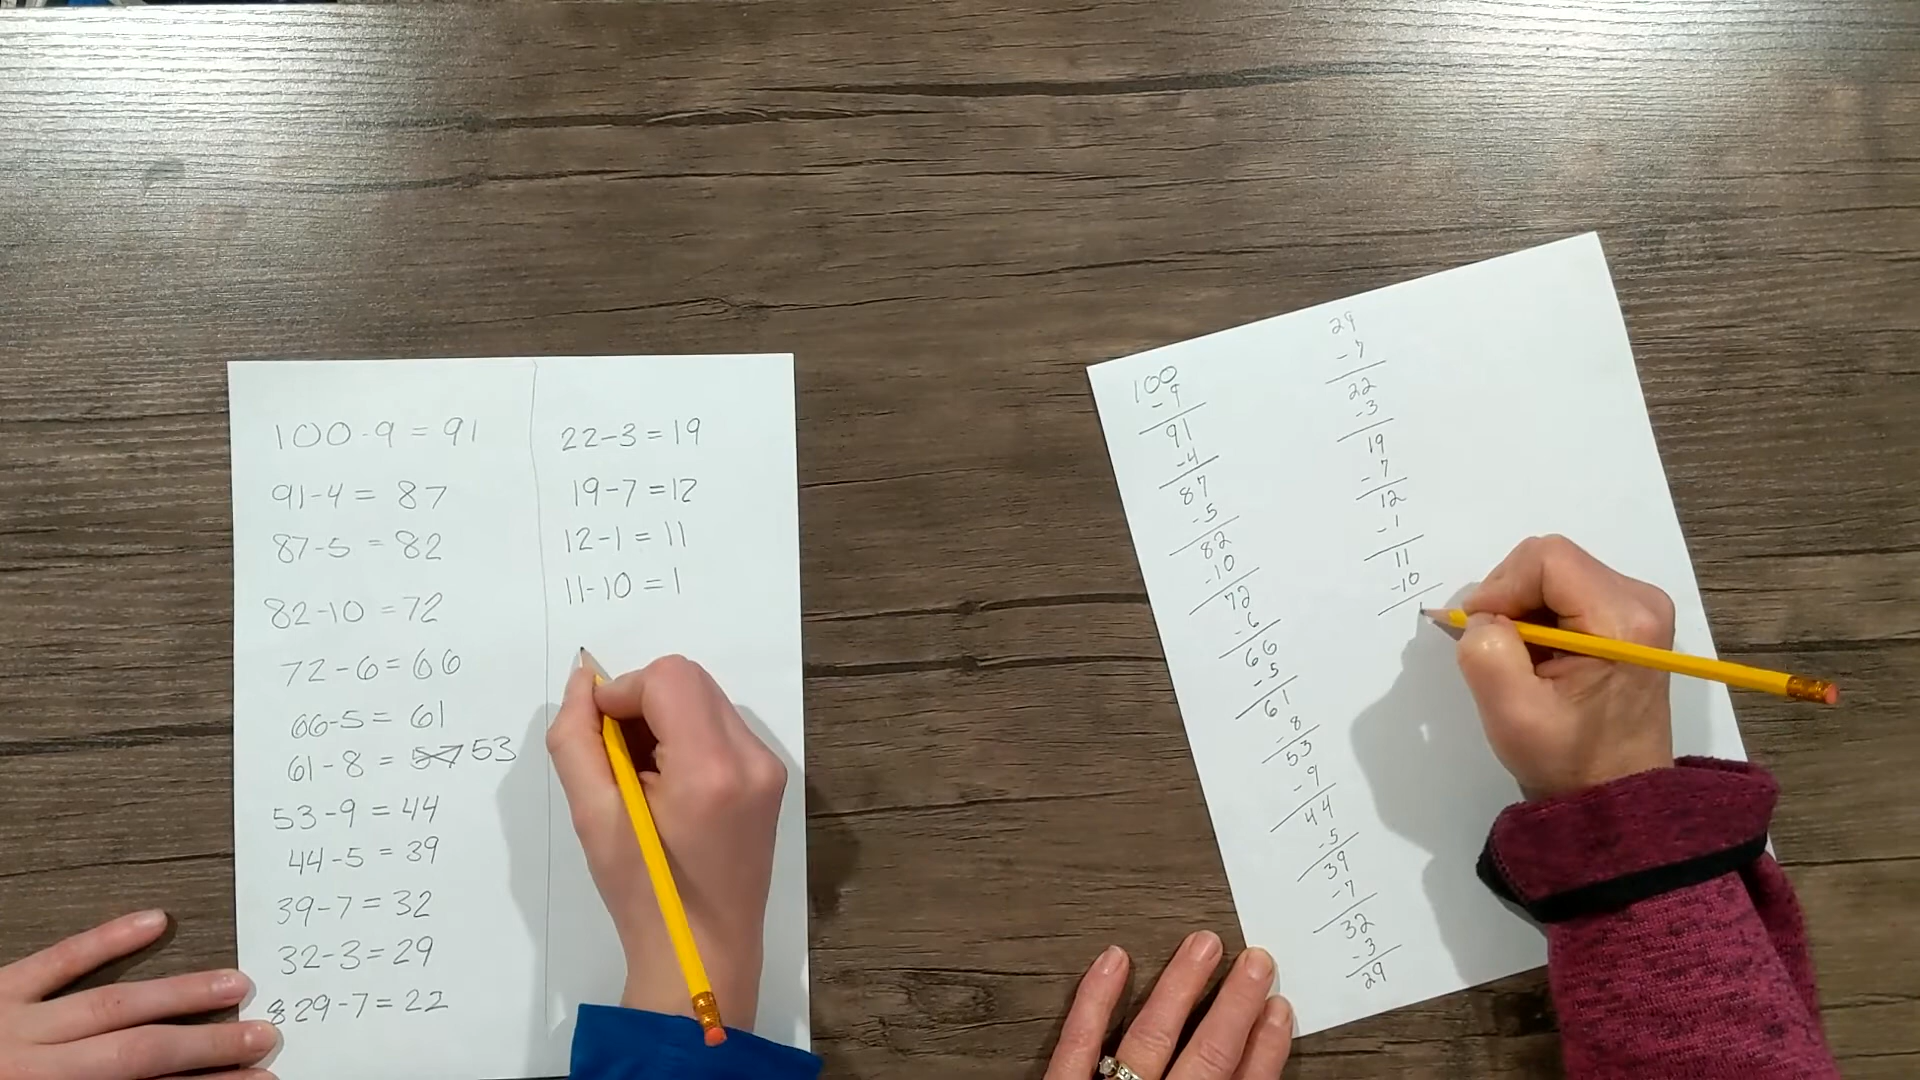 100-9 = 91
91-4 = 87
87-5 = 82
82-10 = 72
72-6 = 66
66-5 = 61
61-8 = 57 53
53-9 = 44
44-5 = 39
39-7 = 32
32-3 = 29
829-7 = 22
22-3 = 19
19-7 = 12
12-1 = 11
11-10 = 1
100
-9
91
-4
87
-5
82
-10
72
-6
66
-5
61
-8
53
-9
44
-5
39
-7
32
-3
29
29
-7
22
-3
19
-7
12
-1
11
-10
1